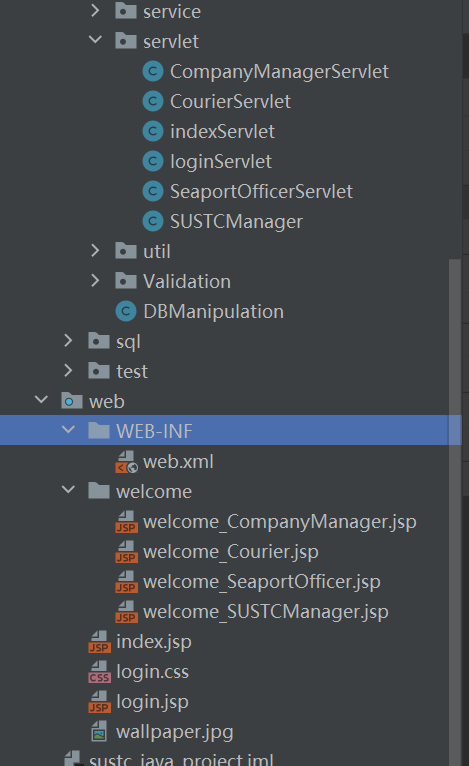 service
servlet
CompanyManagerServlet
CourierServlet
indexServlet
loginServlet
SeaportOfficerServlet
SUSTCManager
util
Validation
DBManipulation
sql
test
web
WEB-INF
web.xml
welcome
welcome_CompanyManager.jsp
welcome_Courier.jsp
welcome_SeaportOfficer.jsp
welcome_SUSTCManager.jsp
index.jsp
login.css
login.jsp
wallpaper.jpg
sustc_java_project.iml